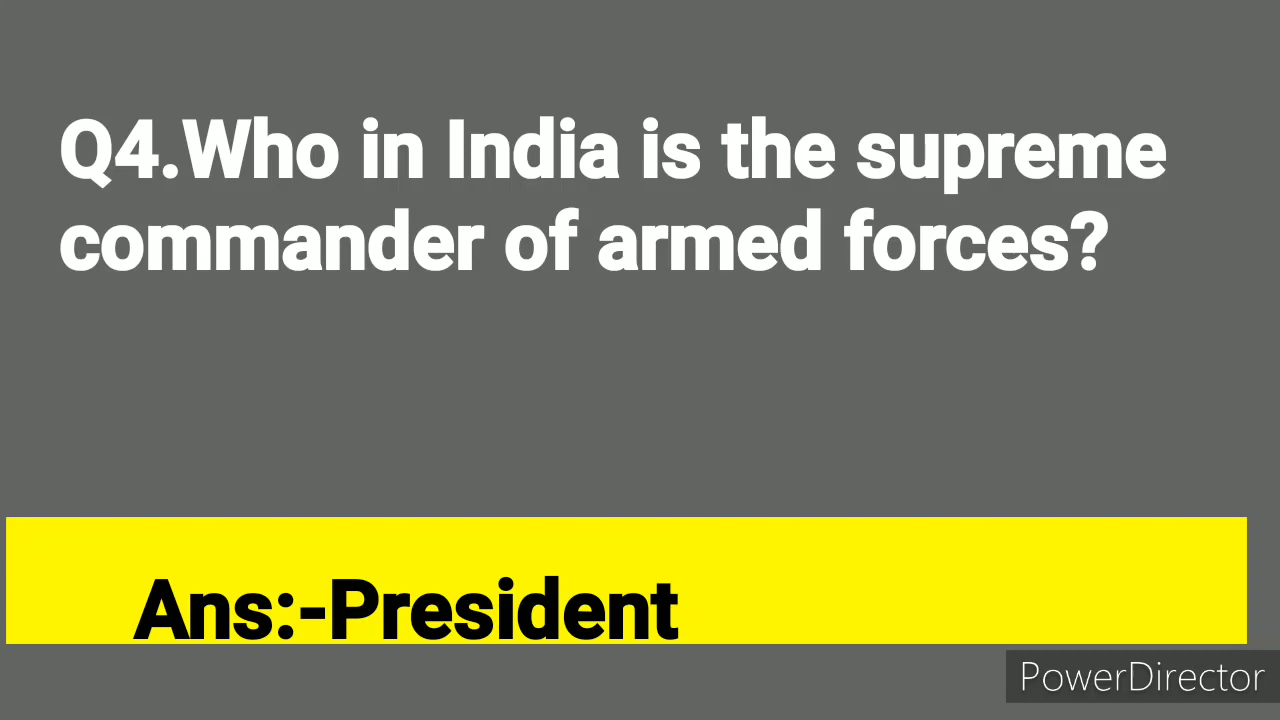 Q4.Who in India is the supreme
commander of armed forces?
Ans:-President
PowerDirector